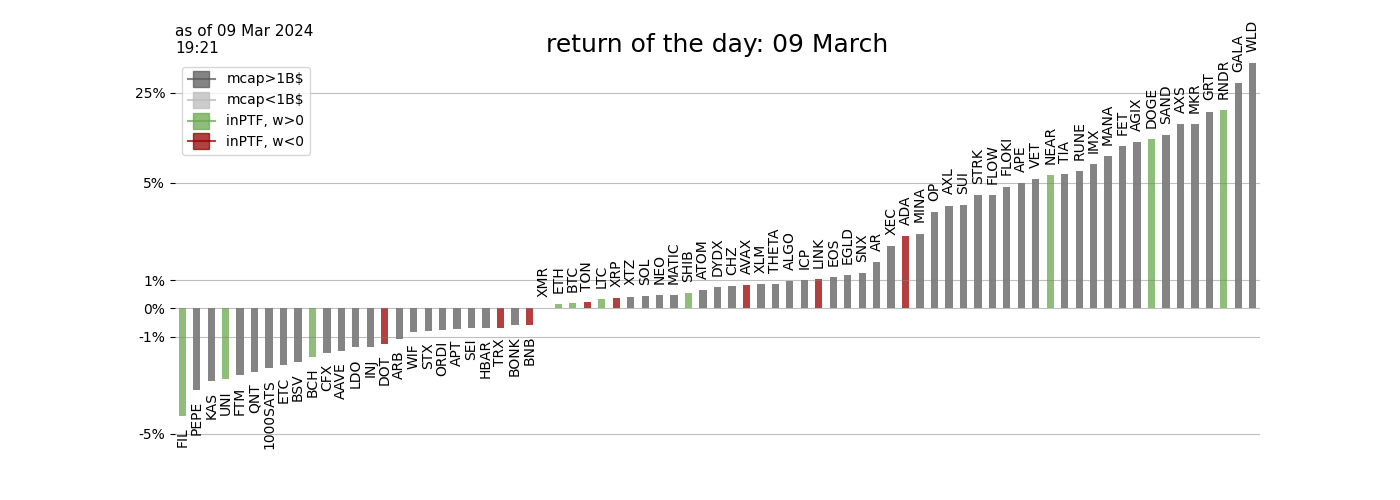 as of 09 Mar 2024
19:21
return of the day: 09 March
mcap>1B$
mcap<1B$
inPTF, w>0
inPTF, w<0
25%
5%
1%
0%
-1%
-5%
FIL
PEPE
KAS
UNI
FTM
QNT
1000SATS
ETC
BSV
BCH
CFX
AAVE
LDO
INJ
DOT
ARB
WIF
STX
ORDI
APT
SEI
HBAR
TRX
BONK
BNB
XMR
ETH
BTC
TON
LTC
XRP
XTZ
SOL
NEO
MATIC
SHIB
ATOM
DYDX
CHZ
AVAX
XLM
THETA
ALGO
ICP
LINK
EOS
EGLD
SNX
AR
XEC
ADA
MINA
OP
AXL
SUI
STRK
FLOW
FLOKI
APE
VET
NEAR
TIA
RUNE
IMX
MANA
FET
AGIX
DOGE
SAND
AXS
MKR
GRT
RNDR
GALA
WLD